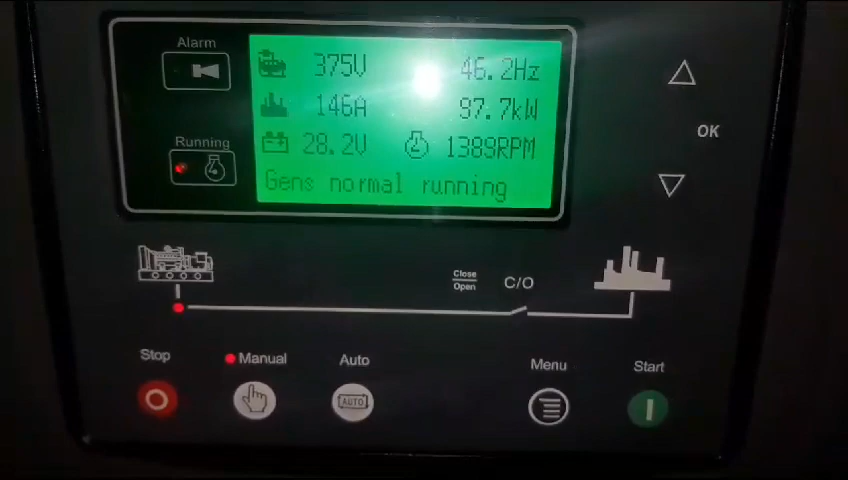 Alarm
375V 46.2Hz
146A 97.7kW
Running
28.2V 1389RPM
Gens normal running
OK
Close
Open
C/O
Stop
Manual
Auto
AUTO
Menu
Start